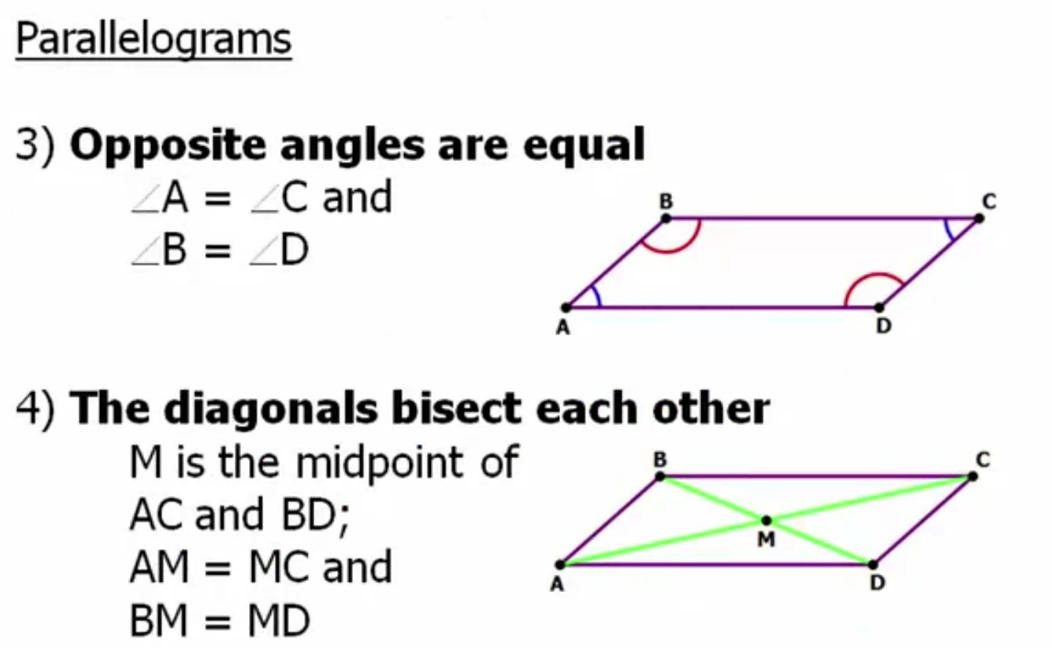 Parallelograms
3) Opposite angles are equal
∠A = ∠C and
∠B = ∠D
B
C
A
D
4) The diagonals bisect each other
M is the midpoint of
AC and BD;
AM = MC and
BM = MD
B
C
M
A
D